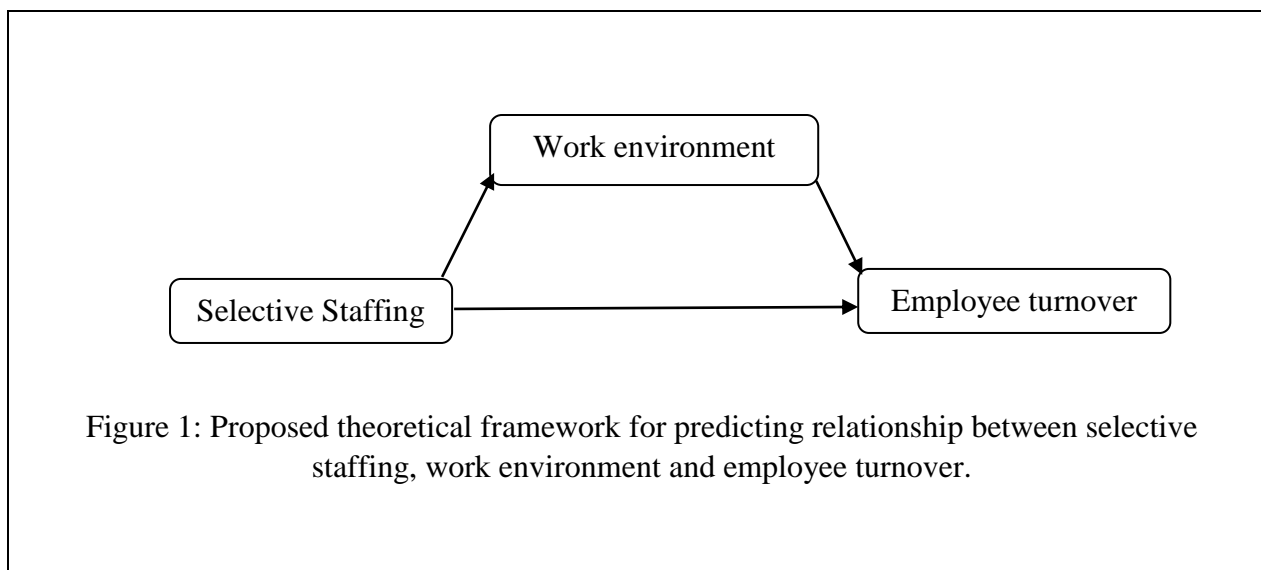 Work environment
Selective Staffing
Employee turnover
Figure 1: Proposed theoretical framework for predicting relationship between selective
staffing, work environment and employee turnover.